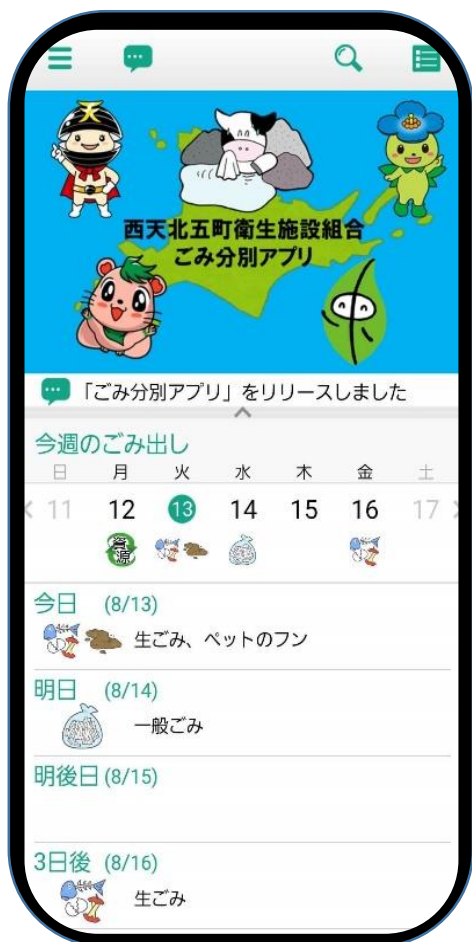 天
西天北五町衛生施設組合
ごみ分別アプリ
「ごみ分別アプリ」をリリースしました
今週のごみ出し
日 月 火 水 木 金 土
11 12 13 14 15 16 17
資源
今日 (8/13)
生ごみ、ペットのフン
明日 (8/14)
一般ごみ
明後日 (8/15)
3日後 (8/16)
生ごみ